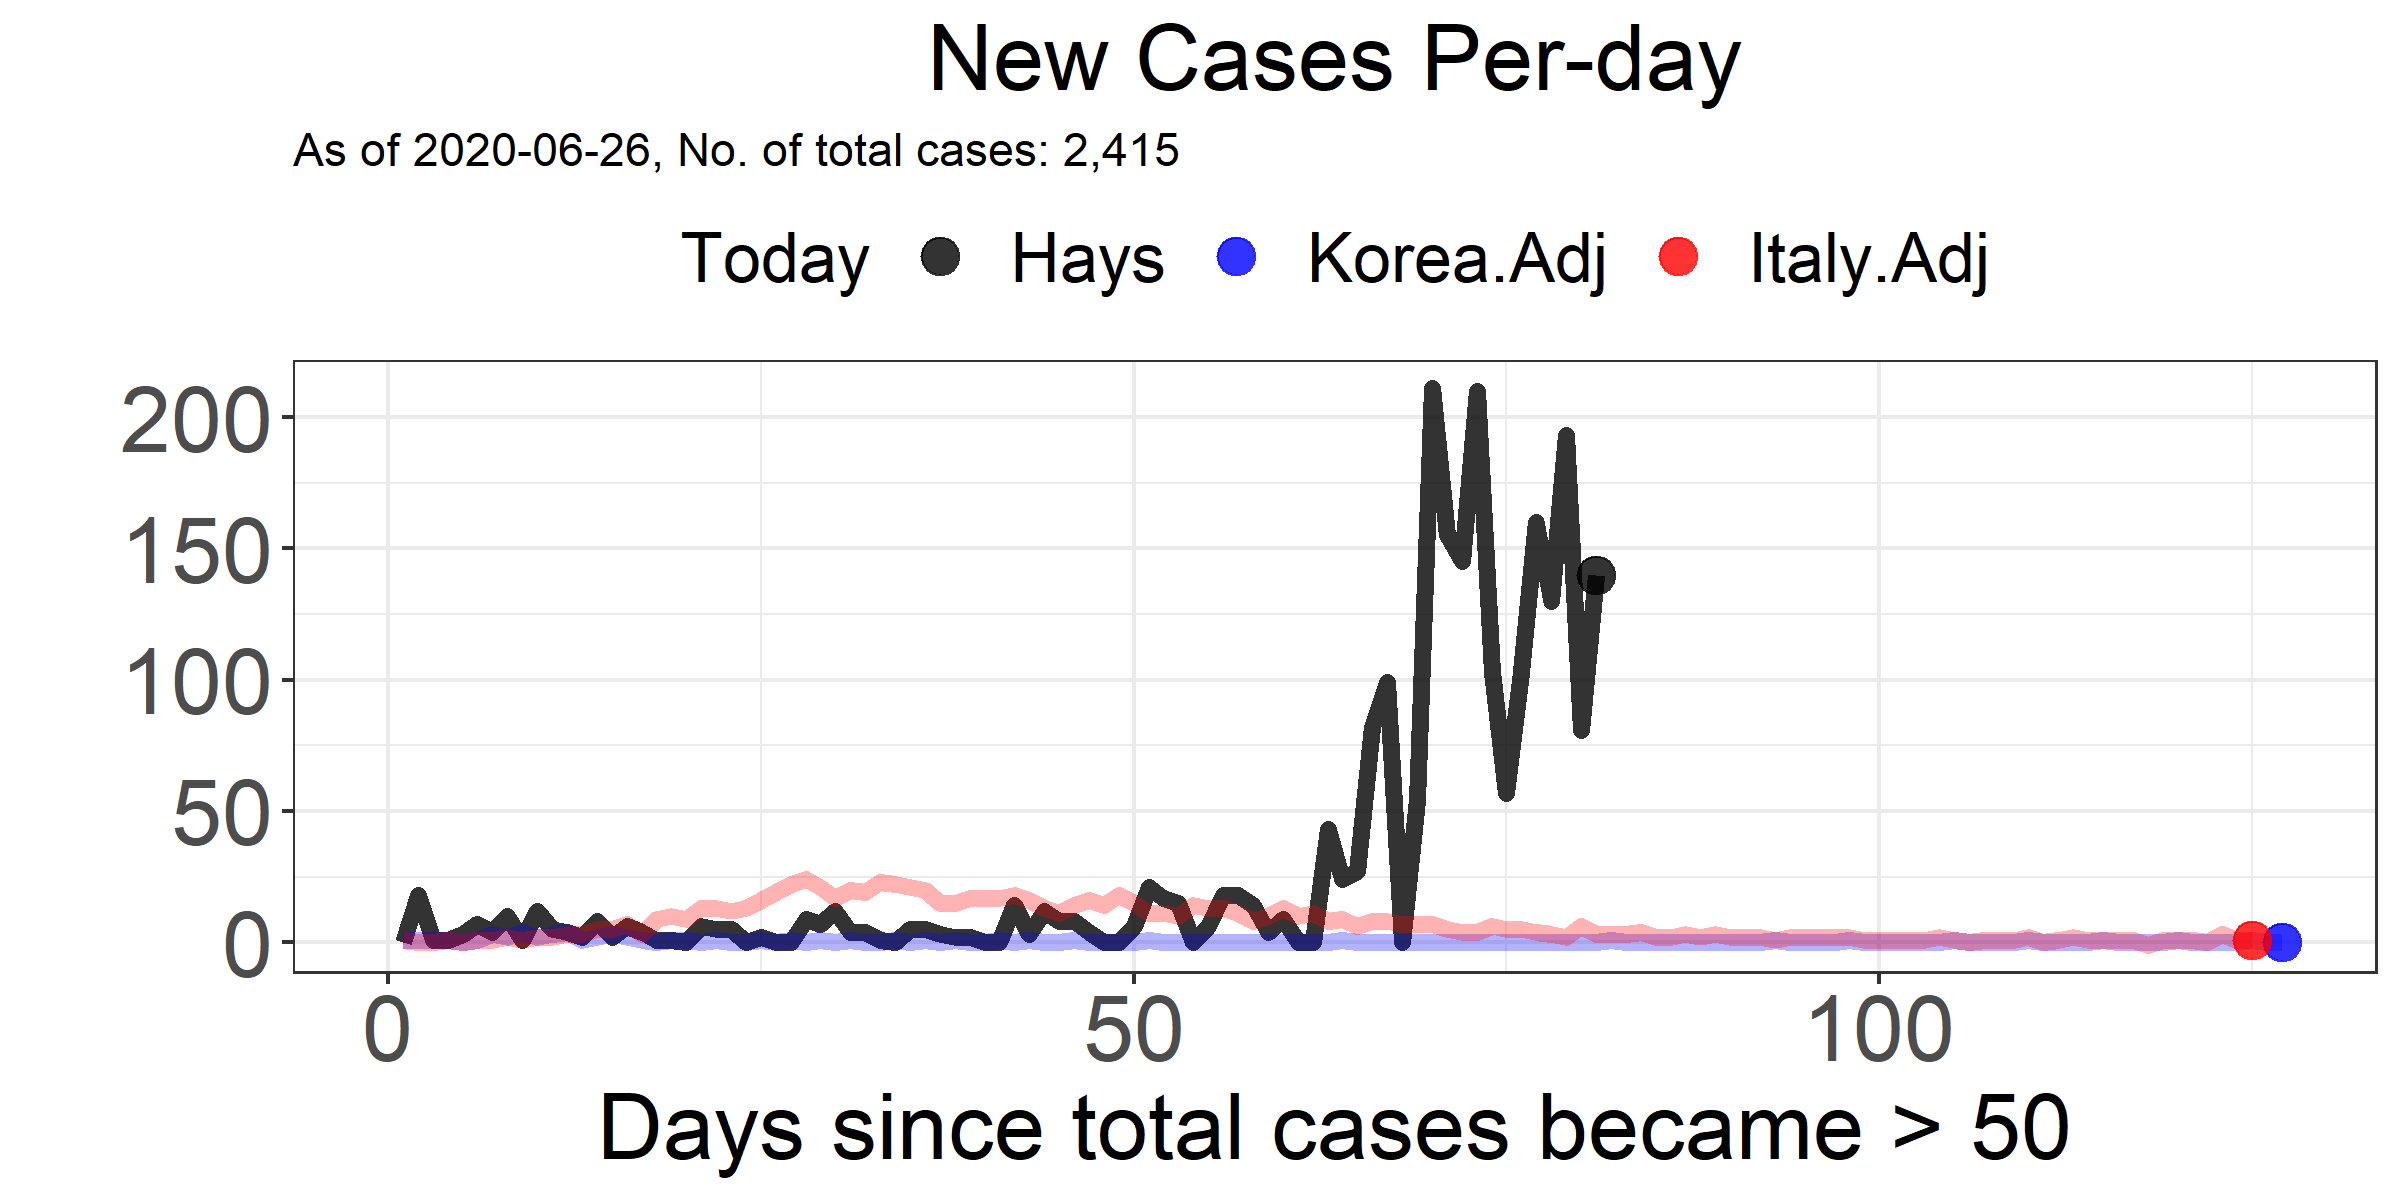 New Cases Per-day
As of 2020-06-26, No. of total cases: 2,415
Today Hays Korea.Adj Italy.Adj
200
150
100
50
0
0 50 100
Days since total cases became > 50